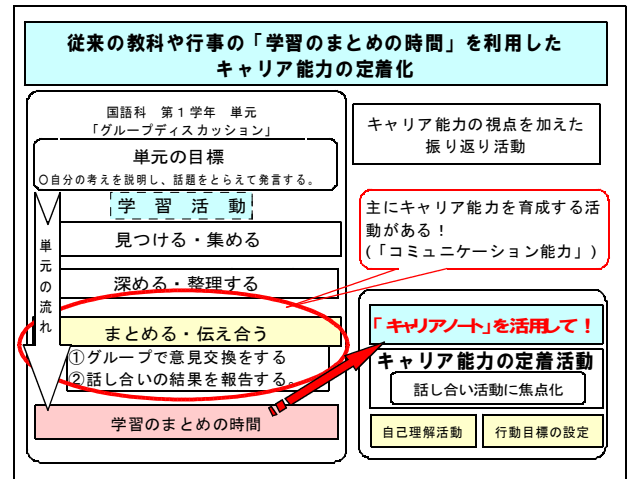 従来の教科や行事の「学習のまとめの時間」を利用した
キャリア能力の定着化
国語科 第1学年 単元
「グループディスカッション」
単元の目標
○自分の考えを説明し、話題をとらえて発言する。
学習活動
単元の流れ
見つける・集める
深める・整理する
まとめる・伝え合う
①グループで意見交換をする
②話し合いの結果を報告する。
学習のまとめの時間
キャリア能力の視点を加えた
振り返り活動
主にキャリア能力を育成する活
動がある！
(「コミュニケーション能力」)
「キャリアノート」を活用して！
キャリア能力の定着活動
話し合い活動に焦点化
自己理解活動
行動目標の設定